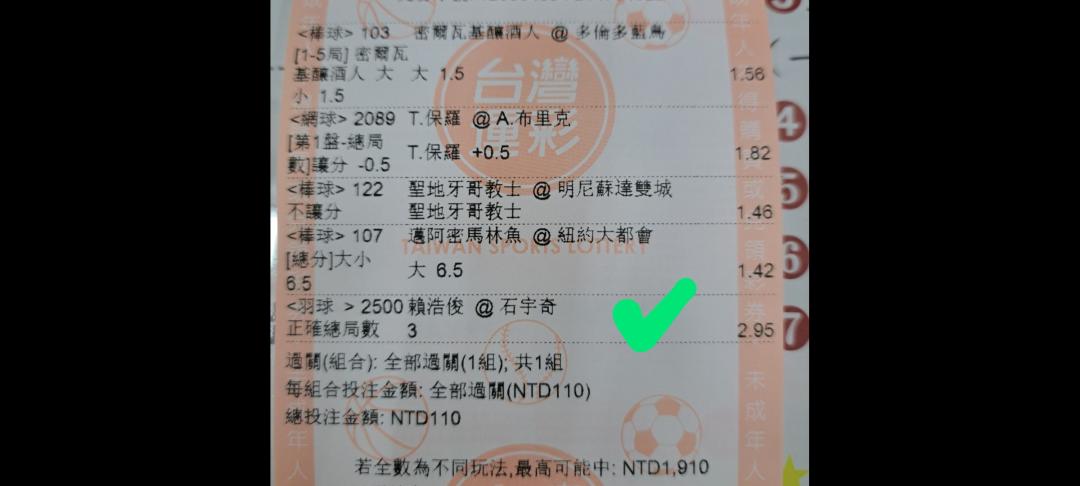 <棒球> 103 密爾瓦基釀酒人 @ 多倫多藍鳥
[1-5局] 密爾瓦
基釀酒人 大 大 1.5 1.56
小 1.5
<網球> 2089 T.保羅 @ A.布里克
[第1盤-總局
數]讓分 -0.5 T.保羅 +0.5 1.82
<棒球> 122 聖地牙哥教士 @ 明尼蘇達雙城
不讓分 聖地牙哥教士 1.46
<棒球> 107 邁阿密馬林魚 @ 紐約大都會
TAIWAN SPORTS LOTTERY
[總分]大小 大 6.5 1.42
6.5
<羽球 > 2500 賴浩俊 @ 石宇奇
正確總局數 3 2.95
過關(組合): 全部過關(1組); 共1組
每組合投注金額: 全部過關(NTD110)
總投注金額: NTD110
若全數為不同玩法,最高可能中: NTD1,910
台灣
運彩
未成年人
4
5
6
7